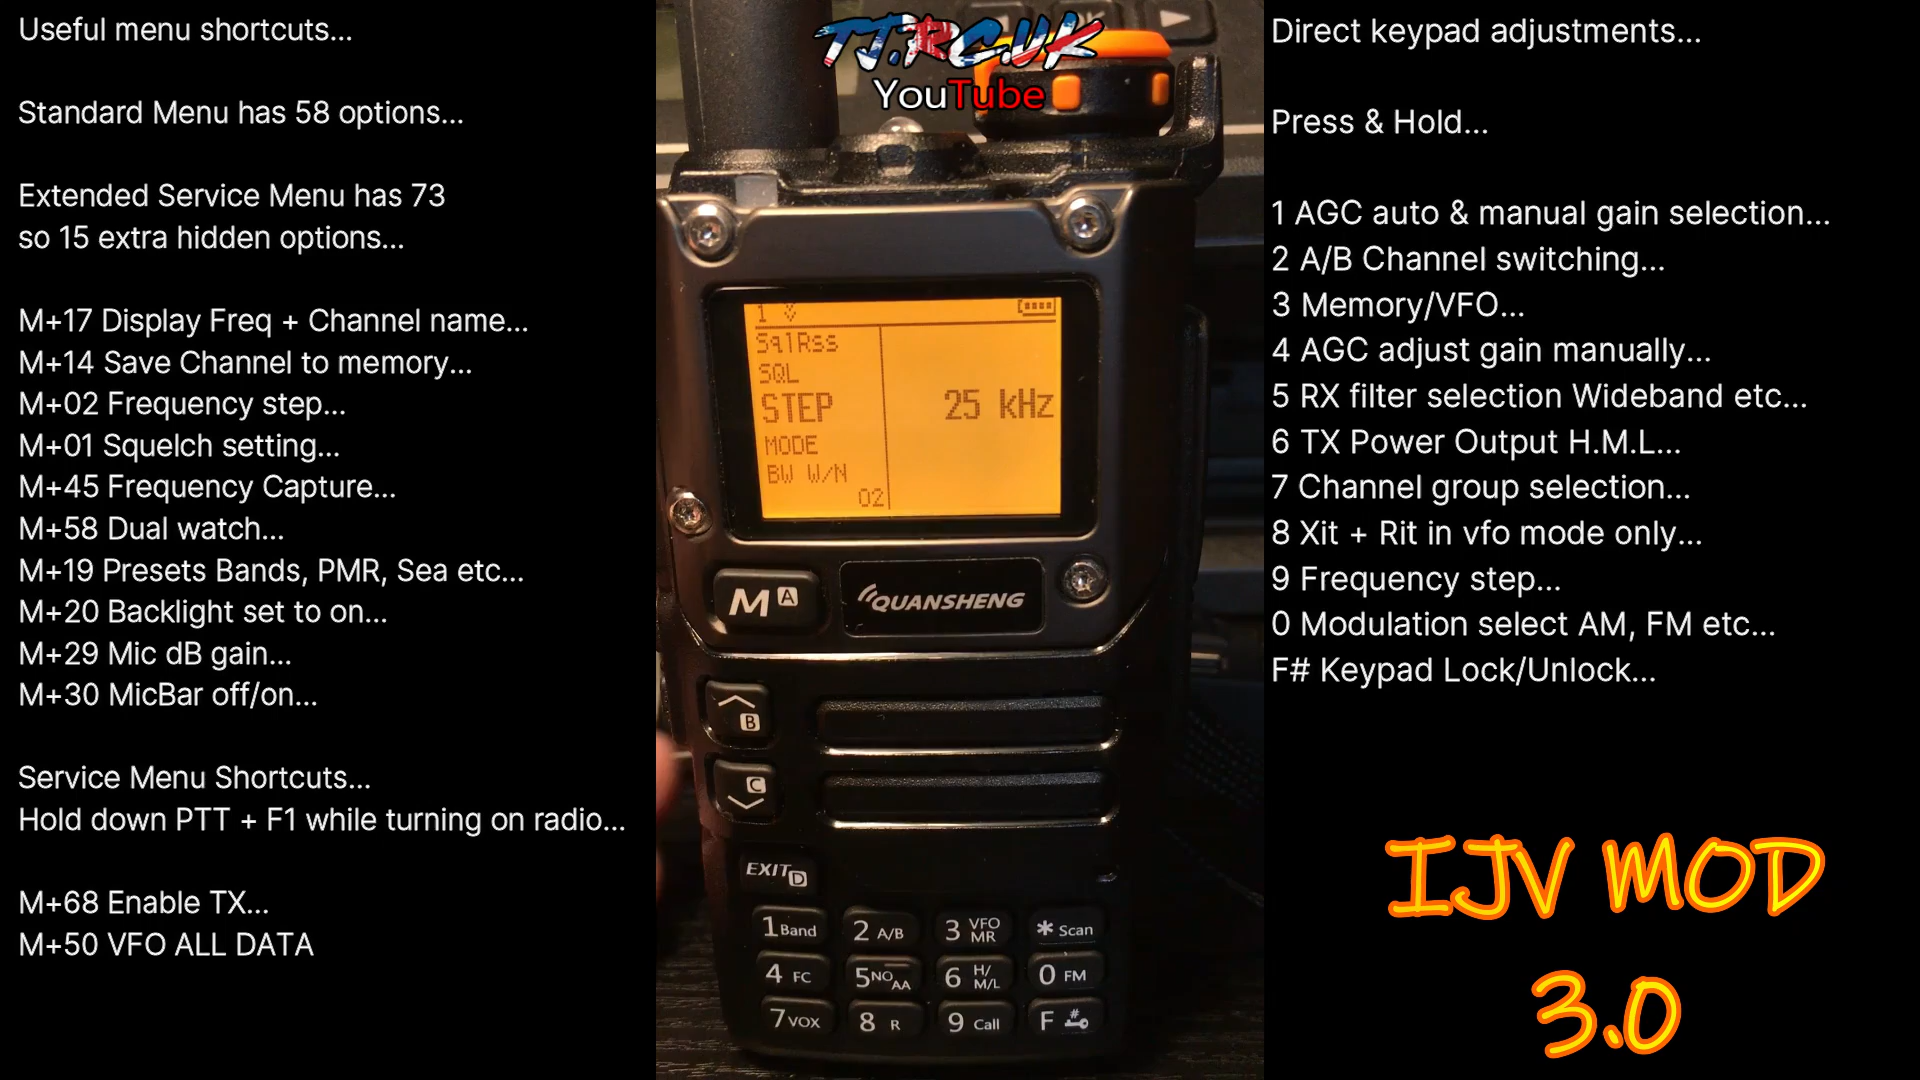 Useful menu shortcuts...
Standard Menu has 58 options...
Extended Service Menu has 73
so 15 extra hidden options...
M+17 Display Freq + Channel name...
M+14 Save Channel to memory...
M+02 Frequency step...
M+01 Squelch setting...
M+45 Frequency Capture...
M+58 Dual watch...
M+19 Presets Bands, PMR, Sea etc...
M+20 Backlight set to on...
M+29 Mic dB gain...
M+30 MicBar off/on...
Service Menu Shortcuts...
Hold down PTT + F1 while turning on radio...
M+68 Enable TX...
M+50 VFO ALL DATA
TJ.RC.UK
YouTube
1
SqlRss
SQL
STEP 25 kHz
MODE
BW W/N
02
M A QUANSHENG
B
C
EXIT D
1 Band 2 A/B 3 VFO MR * Scan
4 FC 5 NOAA 6 H/M/L 0 FM
7 VOX 8 R 9 Call F #
Direct keypad adjustments...
Press & Hold...
1 AGC auto & manual gain selection...
2 A/B Channel switching...
3 Memory/VFO...
4 AGC adjust gain manually...
5 RX filter selection Wideband etc...
6 TX Power Output H.M.L...
7 Channel group selection...
8 Xit + Rit in vfo mode only...
9 Frequency step...
0 Modulation select AM, FM etc...
F# Keypad Lock/Unlock...
IJV MOD
3.0